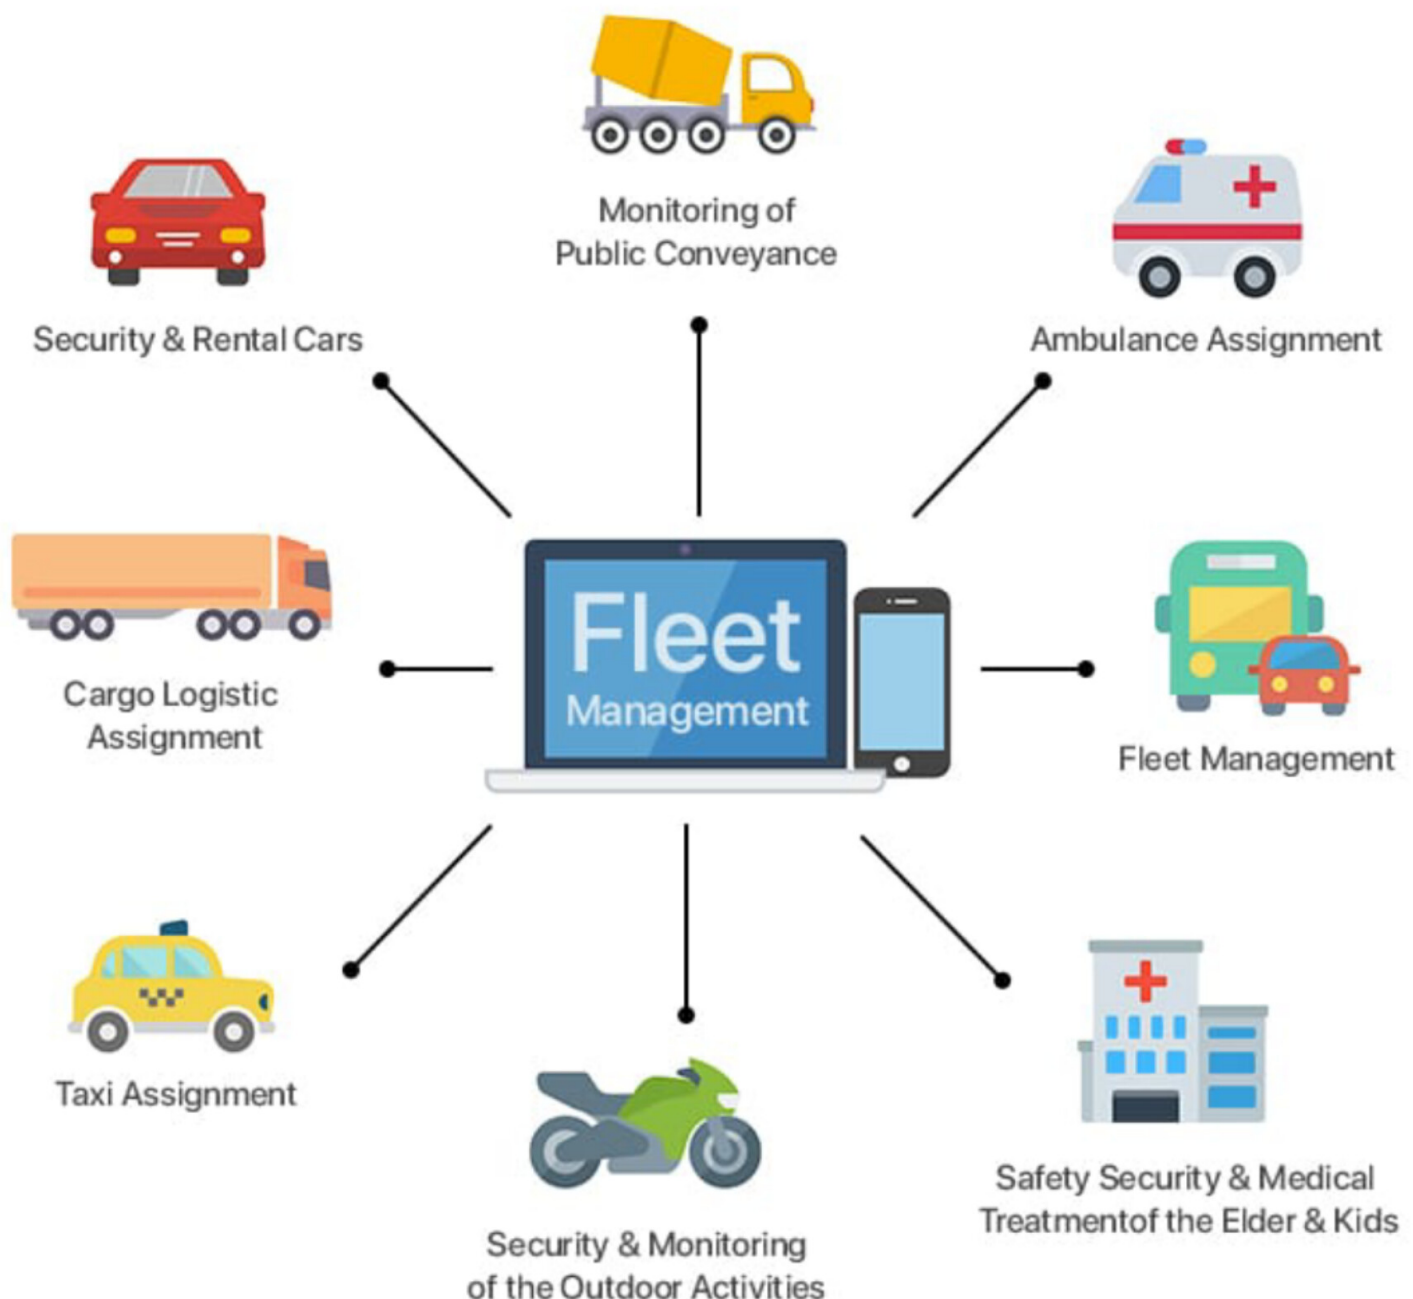 Monitoring of
Public Conveyance
Security & Rental Cars
Ambulance Assignment
Fleet
Management
Cargo Logistic
Assignment
Fleet Management
Taxi Assignment
Safety Security & Medical
Treatmentof the Elder & Kids
Security & Monitoring
of the Outdoor Activities